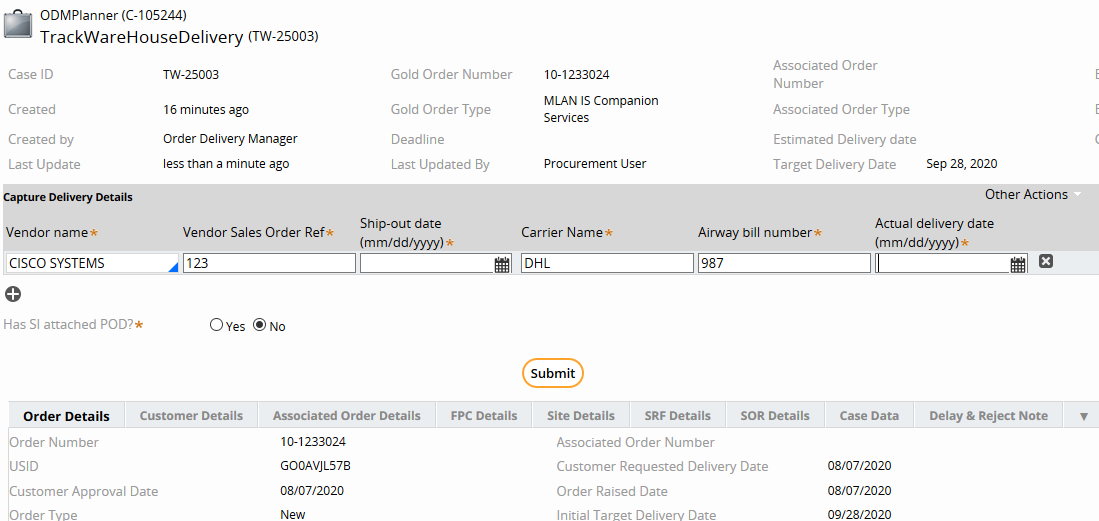 ODMPlanner (C-105244)
TrackWareHouseDelivery (TW-25003)
Case ID TW-25003 Gold Order Number 10-1233024 Associated Order Number
Created 16 minutes ago Gold Order Type MLAN IS Companion Services Associated Order Type
Created by Order Delivery Manager Deadline Estimated Delivery date
Last Update less than a minute ago Last Updated By Procurement User Target Delivery Date Sep 28, 2020
Capture Delivery Details Other Actions
Vendor name* Vendor Sales Order Ref* Ship-out date (mm/dd/yyyy)* Carrier Name* Airway bill number* Actual delivery date (mm/dd/yyyy)*
CISCO SYSTEMS 123 DHL 987
Has SI attached POD?* Yes No
Submit
Order Details Customer Details Associated Order Details FPC Details Site Details SRF Details SOR Details Case Data Delay & Reject Note
Order Number 10-1233024 Associated Order Number
USID GO0AVJL57B Customer Requested Delivery Date 08/07/2020
Customer Approval Date 08/07/2020 Order Raised Date 08/07/2020
Order Type New Initial Target Delivery Date 09/28/2020